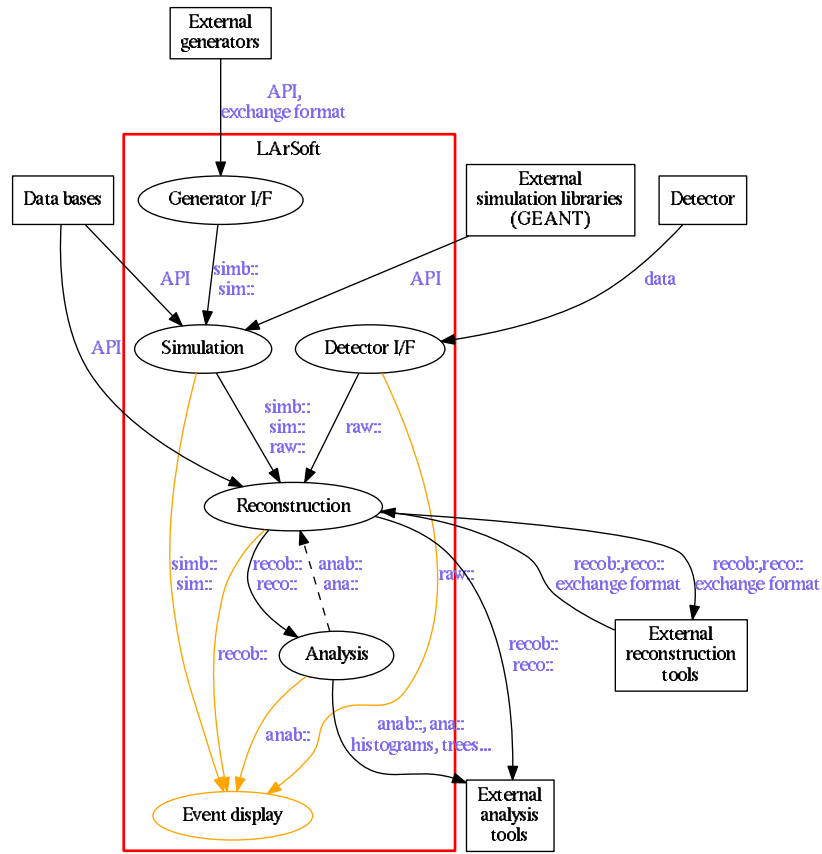 External
generators
API,
exchange format
LArSoft
Data bases
Generator I/F
External
simulation libraries
(GEANT)
Detector
API
simb::
sim::
API
data
API
Simulation
Detector I/F
simb::
sim::
raw::
raw::
Reconstruction
simb::
sim::
recob::
reco::
anab::
ana::
raw::
recob:,reco::
exchange format
recob:,reco::
exchange format
recob::
Analysis
recob::
reco::
External
reconstruction
tools
anab::
anab::, ana::
histograms, trees...
Event display
External
analysis
tools